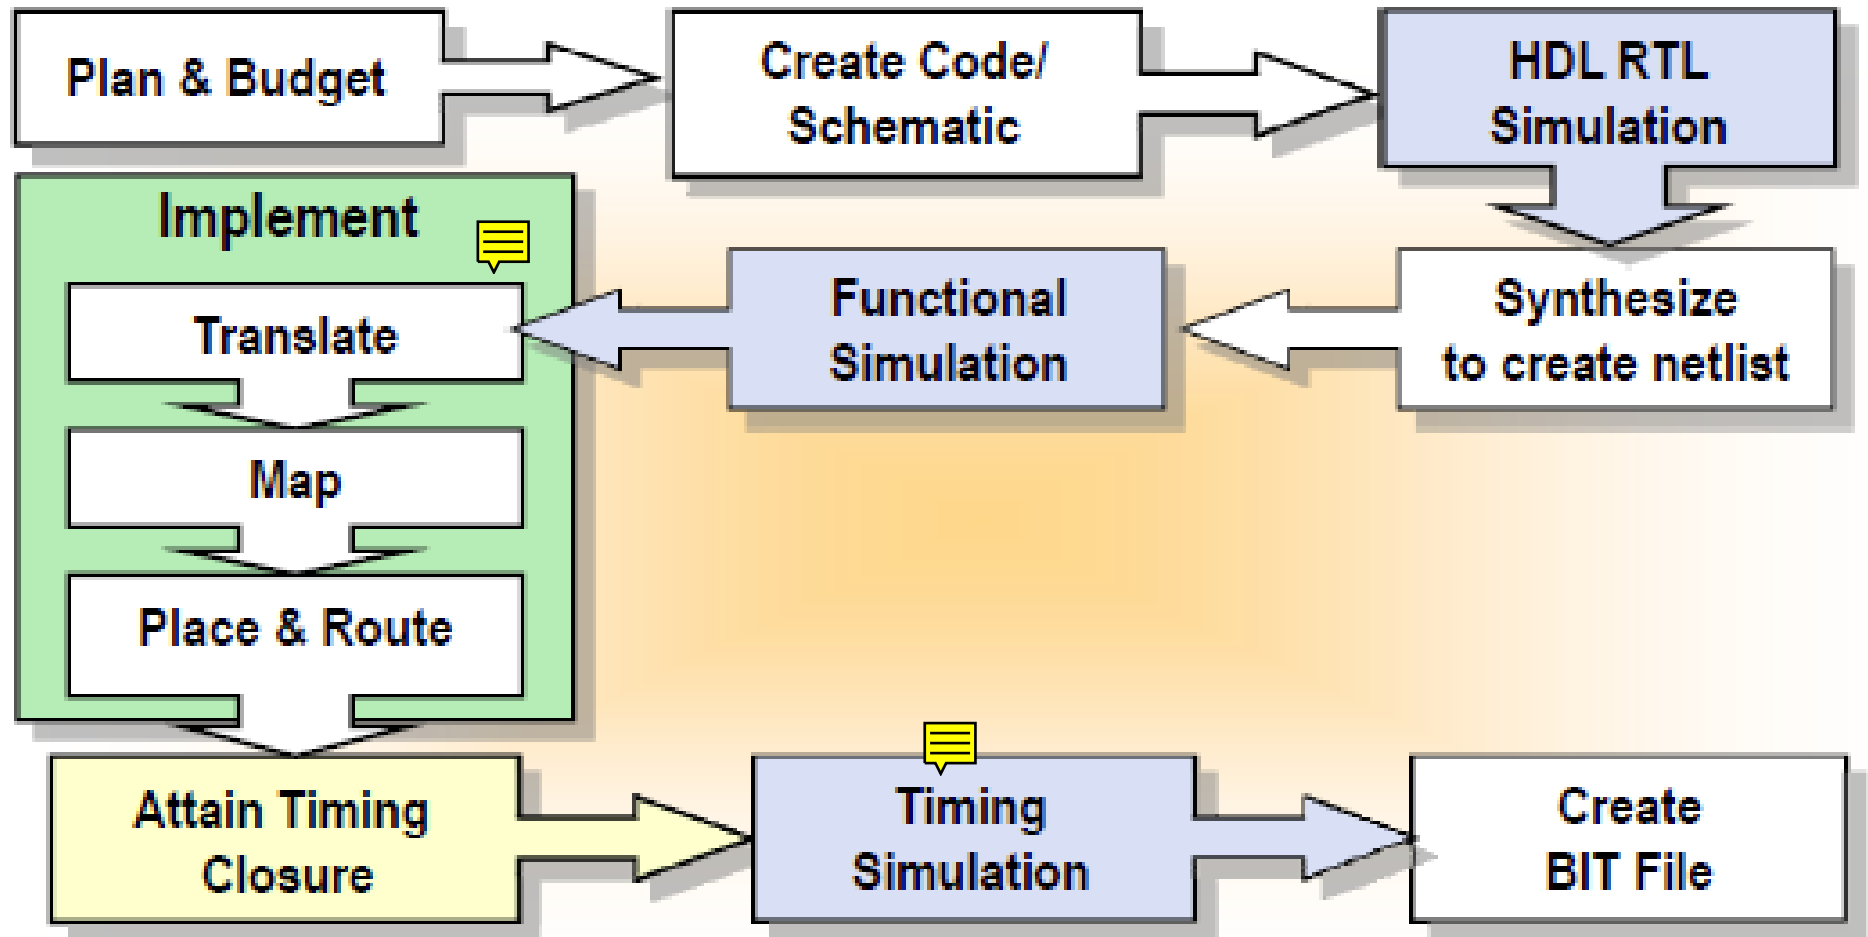 Plan & Budget
Create Code/
Schematic
HDL RTL
Simulation
Synthesize
to create netlist
Functional
Simulation
Implement
Translate
Map
Place & Route
Attain Timing
Closure
Timing
Simulation
Create
BIT File